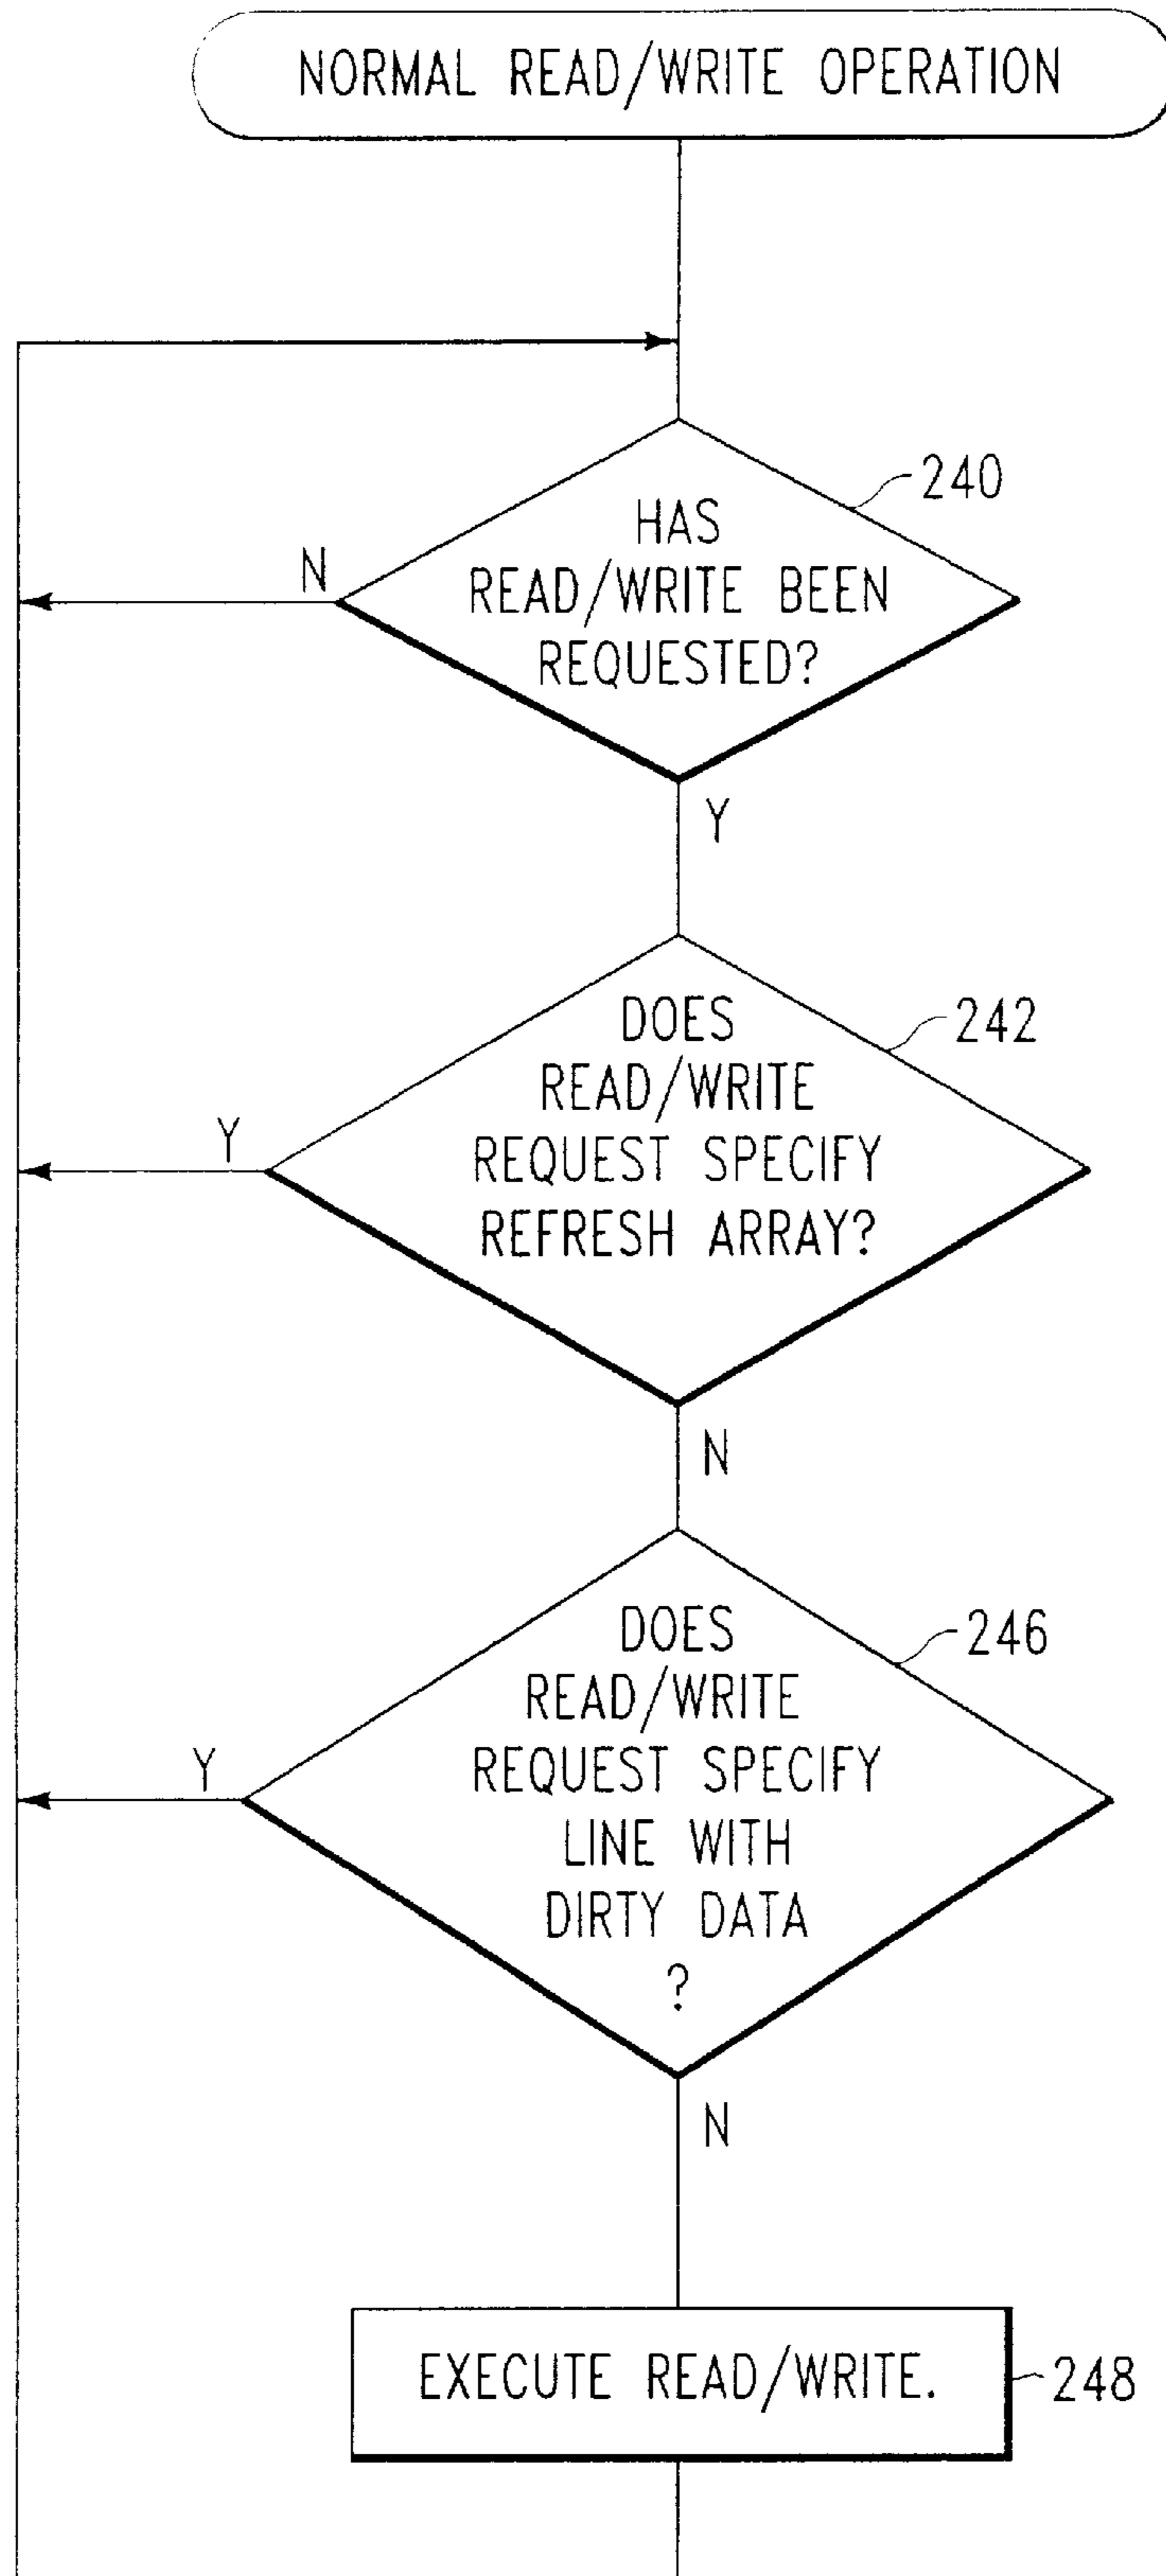 NORMAL READ/WRITE OPERATION
240
HAS
READ/WRITE BEEN
REQUESTED?
N
Y
242
DOES
READ/WRITE
REQUEST SPECIFY
REFRESH ARRAY?
Y
N
246
DOES
READ/WRITE
REQUEST SPECIFY
LINE WITH
DIRTY DATA
?
Y
N
EXECUTE READ/WRITE.
248